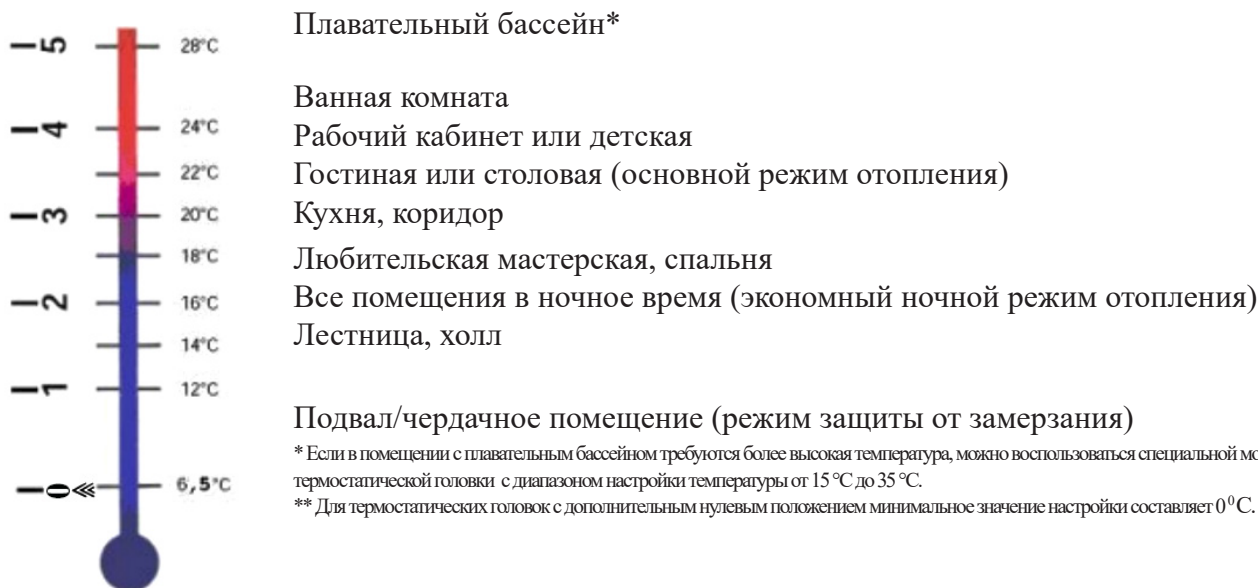 5 28°C Плавательный бассейн*
Ванная комната
4 24°C Рабочий кабинет или детская
22°C Гостиная или столовая (основной режим отопления)
3 20°C Кухня, коридор
18°C Любительская мастерская, спальня
2 16°C Все помещения в ночное время (экономный ночной режим отопления)
14°C Лестница, холл
1 12°C
Подвал/чердачное помещение (режим защиты от замерзания)
0 6,5°C
* Если в помещении с плавательным бассейном требуются более высокая температура, можно воспользоваться специальной мо
термостатической головки с диапазоном настройки температуры от 15 °C до 35 °C.
** Для термостатических головок с дополнительным нулевым положением минимальное значение настройки составляет 0⁰C.